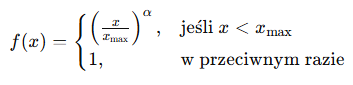 f(x) = { (x / x_max)^α, jeśli x < x_max
1, w przeciwnym razie